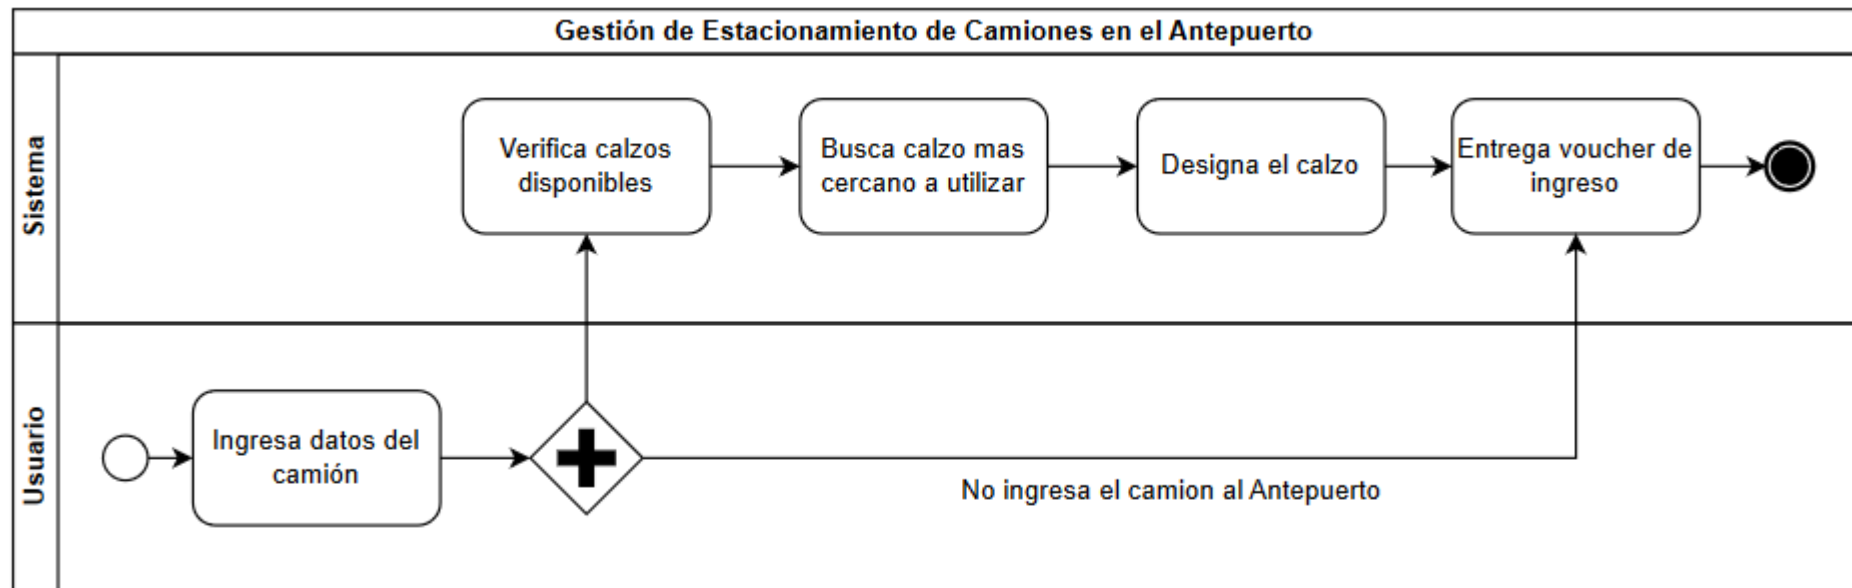 Gestión de Estacionamiento de Camiones en el Antepuerto
Sistema
Verifica calzos
disponibles
Busca calzo mas
cercano a utilizar
Designa el calzo
Entrega voucher de
ingreso
Usuario
Ingresa datos del
camión
No ingresa el camion al Antepuerto